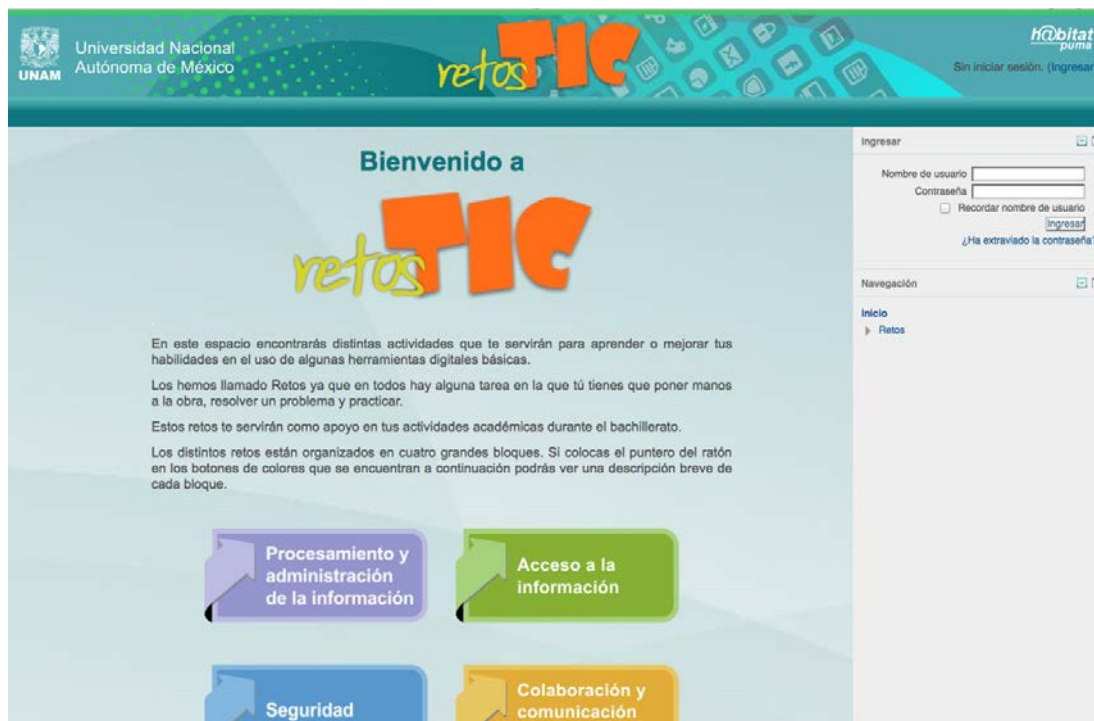 UNAM
Universidad Nacional
Autónoma de México
retos TIC
h@bitat
puma
Sin iniciar sesión. (Ingresar
Bienvenido a
retos TIC
En este espacio encontrarás distintas actividades que te servirán para aprender o mejorar tus
habilidades en el uso de algunas herramientas digitales básicas.
Los hemos llamado Retos ya que en todos hay alguna tarea en la que tú tienes que poner manos
a la obra, resolver un problema y practicar.
Estos retos te servirán como apoyo en tus actividades académicas durante el bachillerato.
Los distintos retos están organizados en cuatro grandes bloques. Si colocas el puntero del ratón
en los botones de colores que se encuentran a continuación podrás ver una descripción breve de
cada bloque.
Procesamiento y
administración
de la información
Acceso a la
información
Seguridad
Colaboración y
comunicación
Ingresar
Nombre de usuario
Contraseña
Recordar nombre de usuario
Ingresar
¿Ha extraviado la contraseña?
Navegación
Inicio
Retos